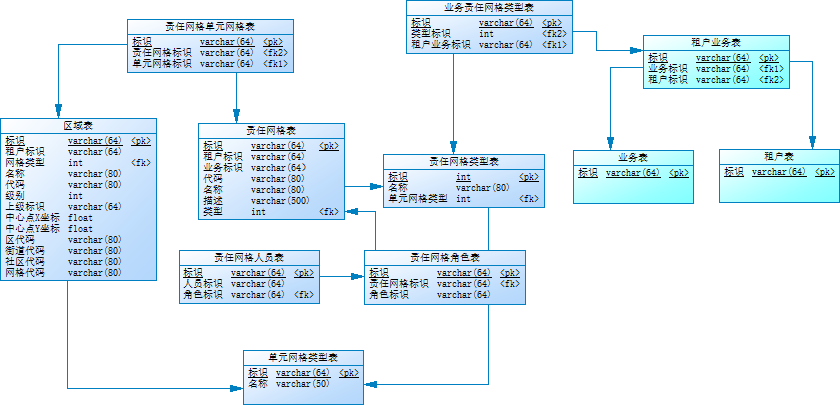 责任网格单元网格表
标识 varchar(64) <pk>
责任网格标识 varchar(64) <fk2>
单元网格标识 varchar(64) <fk1>
业务责任网格类型表
标识 varchar(64) <pk>
类型标识 int <fk2>
租户业务标识 varchar(64) <fk1>
租户业务表
标识 varchar(64) <pk>
业务标识 varchar(64) <fk1>
租户标识 varchar(64) <fk2>
区域表
标识 varchar(64) <pk>
租户标识 varchar(64)
网格类型 int <fk>
名称 varchar(80)
代码 varchar(80)
级别 int
上级标识 varchar(64)
中心点X坐标 float
中心点Y坐标 float
区代码 varchar(80)
街道代码 varchar(80)
社区代码 varchar(80)
网格代码 varchar(80)
责任网格表
标识 varchar(64) <pk>
租户标识 varchar(64)
业务标识 varchar(64)
代码 varchar(80)
名称 varchar(80)
描述 varchar(500)
类型 int <fk>
责任网格类型表
标识 int <pk>
名称 varchar(80)
单元网格类型 int <fk>
业务表
标识 varchar(64) <pk>
租户表
标识 varchar(64) <pk>
责任网格人员表
标识 varchar(64) <pk>
人员标识 varchar(64)
角色标识 varchar(64) <fk>
责任网格角色表
标识 varchar(64) <pk>
责任网格标识 varchar(64) <fk>
角色标识 varchar(64)
单元网格类型表
标识 varchar(64) <pk>
名称 varchar(50)